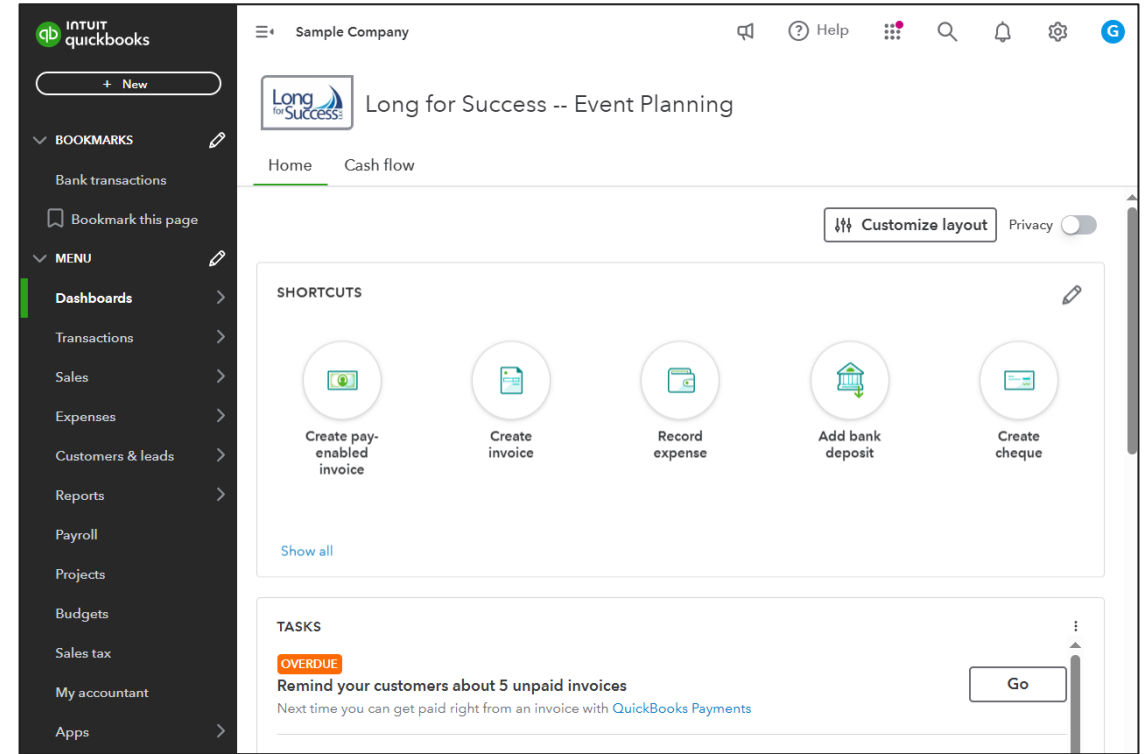 INTUIT
quickbooks
+ New
BOOKMARKS
Bank transactions
Bookmark this page
MENU
Dashboards
Transactions
Sales
Expenses
Customers & leads
Reports
Payroll
Projects
Budgets
Sales tax
My accountant
Apps
Sample Company
? Help
G
Long
for Success
Long for Success -- Event Planning
Home Cash flow
Customize layout Privacy
SHORTCUTS
Create pay-
enabled
invoice
Create
invoice
Record
expense
Add bank
deposit
Create
cheque
Show all
TASKS
OVERDUE
Remind your customers about 5 unpaid invoices
Next time you can get paid right from an invoice with QuickBooks Payments
Go